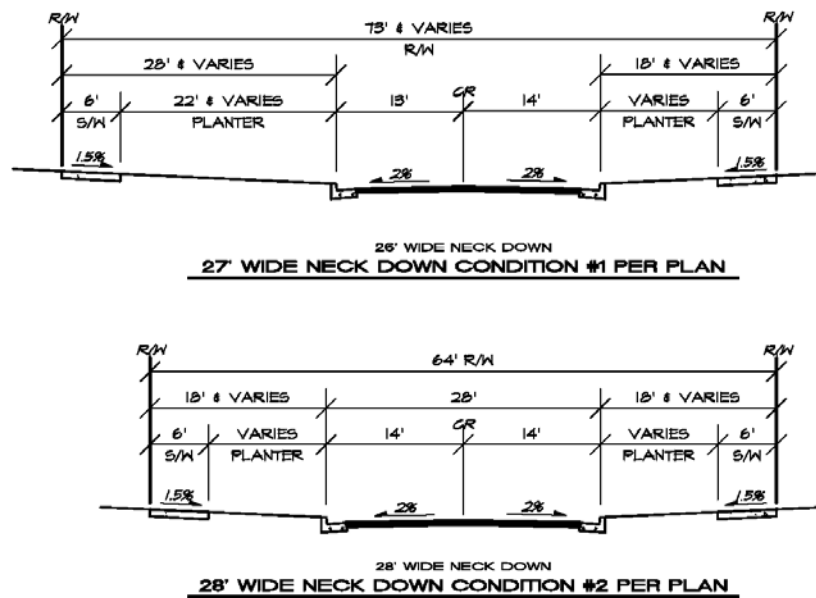 R/W R/W
73' & VARIES
R/W
28' & VARIES 18' & VARIES
6' 22' & VARIES 13' CR 14' VARIES 6'
S/W PLANTER PLANTER S/W
1.5% 2% 2% 1.5%
26' WIDE NECK DOWN
27' WIDE NECK DOWN CONDITION #1 PER PLAN
R/W R/W
64' R/W
18' & VARIES 28' 18' & VARIES
6' VARIES 14' CR 14' VARIES 6'
S/W PLANTER PLANTER S/W
1.5% 2% 2% 1.5%
28' WIDE NECK DOWN
28' WIDE NECK DOWN CONDITION #2 PER PLAN